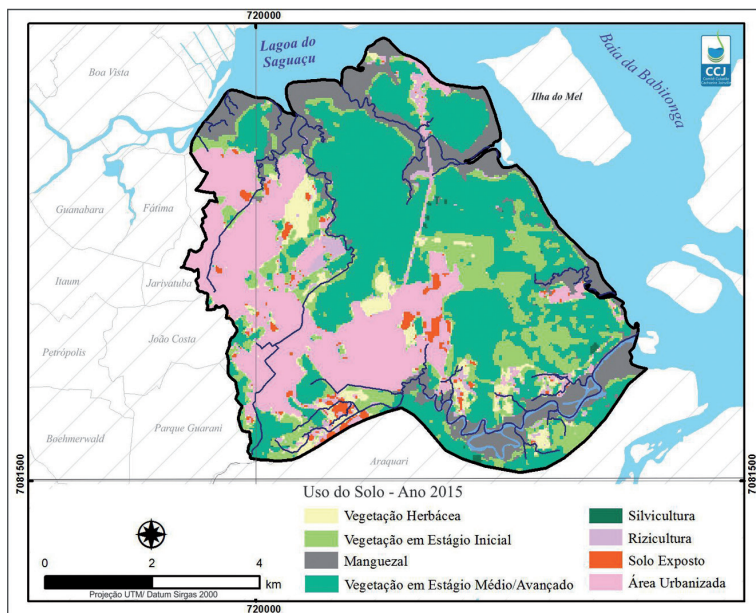 720000
Lagoa do
Saguaçu
Baía da Babitonga
CCJ
Boa Vista
Ilha do Mel
Guanabara
Fátima
Itaum
Jarivatuba
João Costa
Petrópolis
Parque Guarani
Boehmerwald
Araquari
7081500
7081500
Uso do Solo - Ano 2015
Vegetação Herbácea
Vegetação em Estágio Inicial
Manguezal
Vegetação em Estágio Médio/Avançado
Silvicultura
Rizicultura
Solo Exposto
Área Urbanizada
0 2 4
km
Projeção UTM/ Datum Sirgas 2000
720000